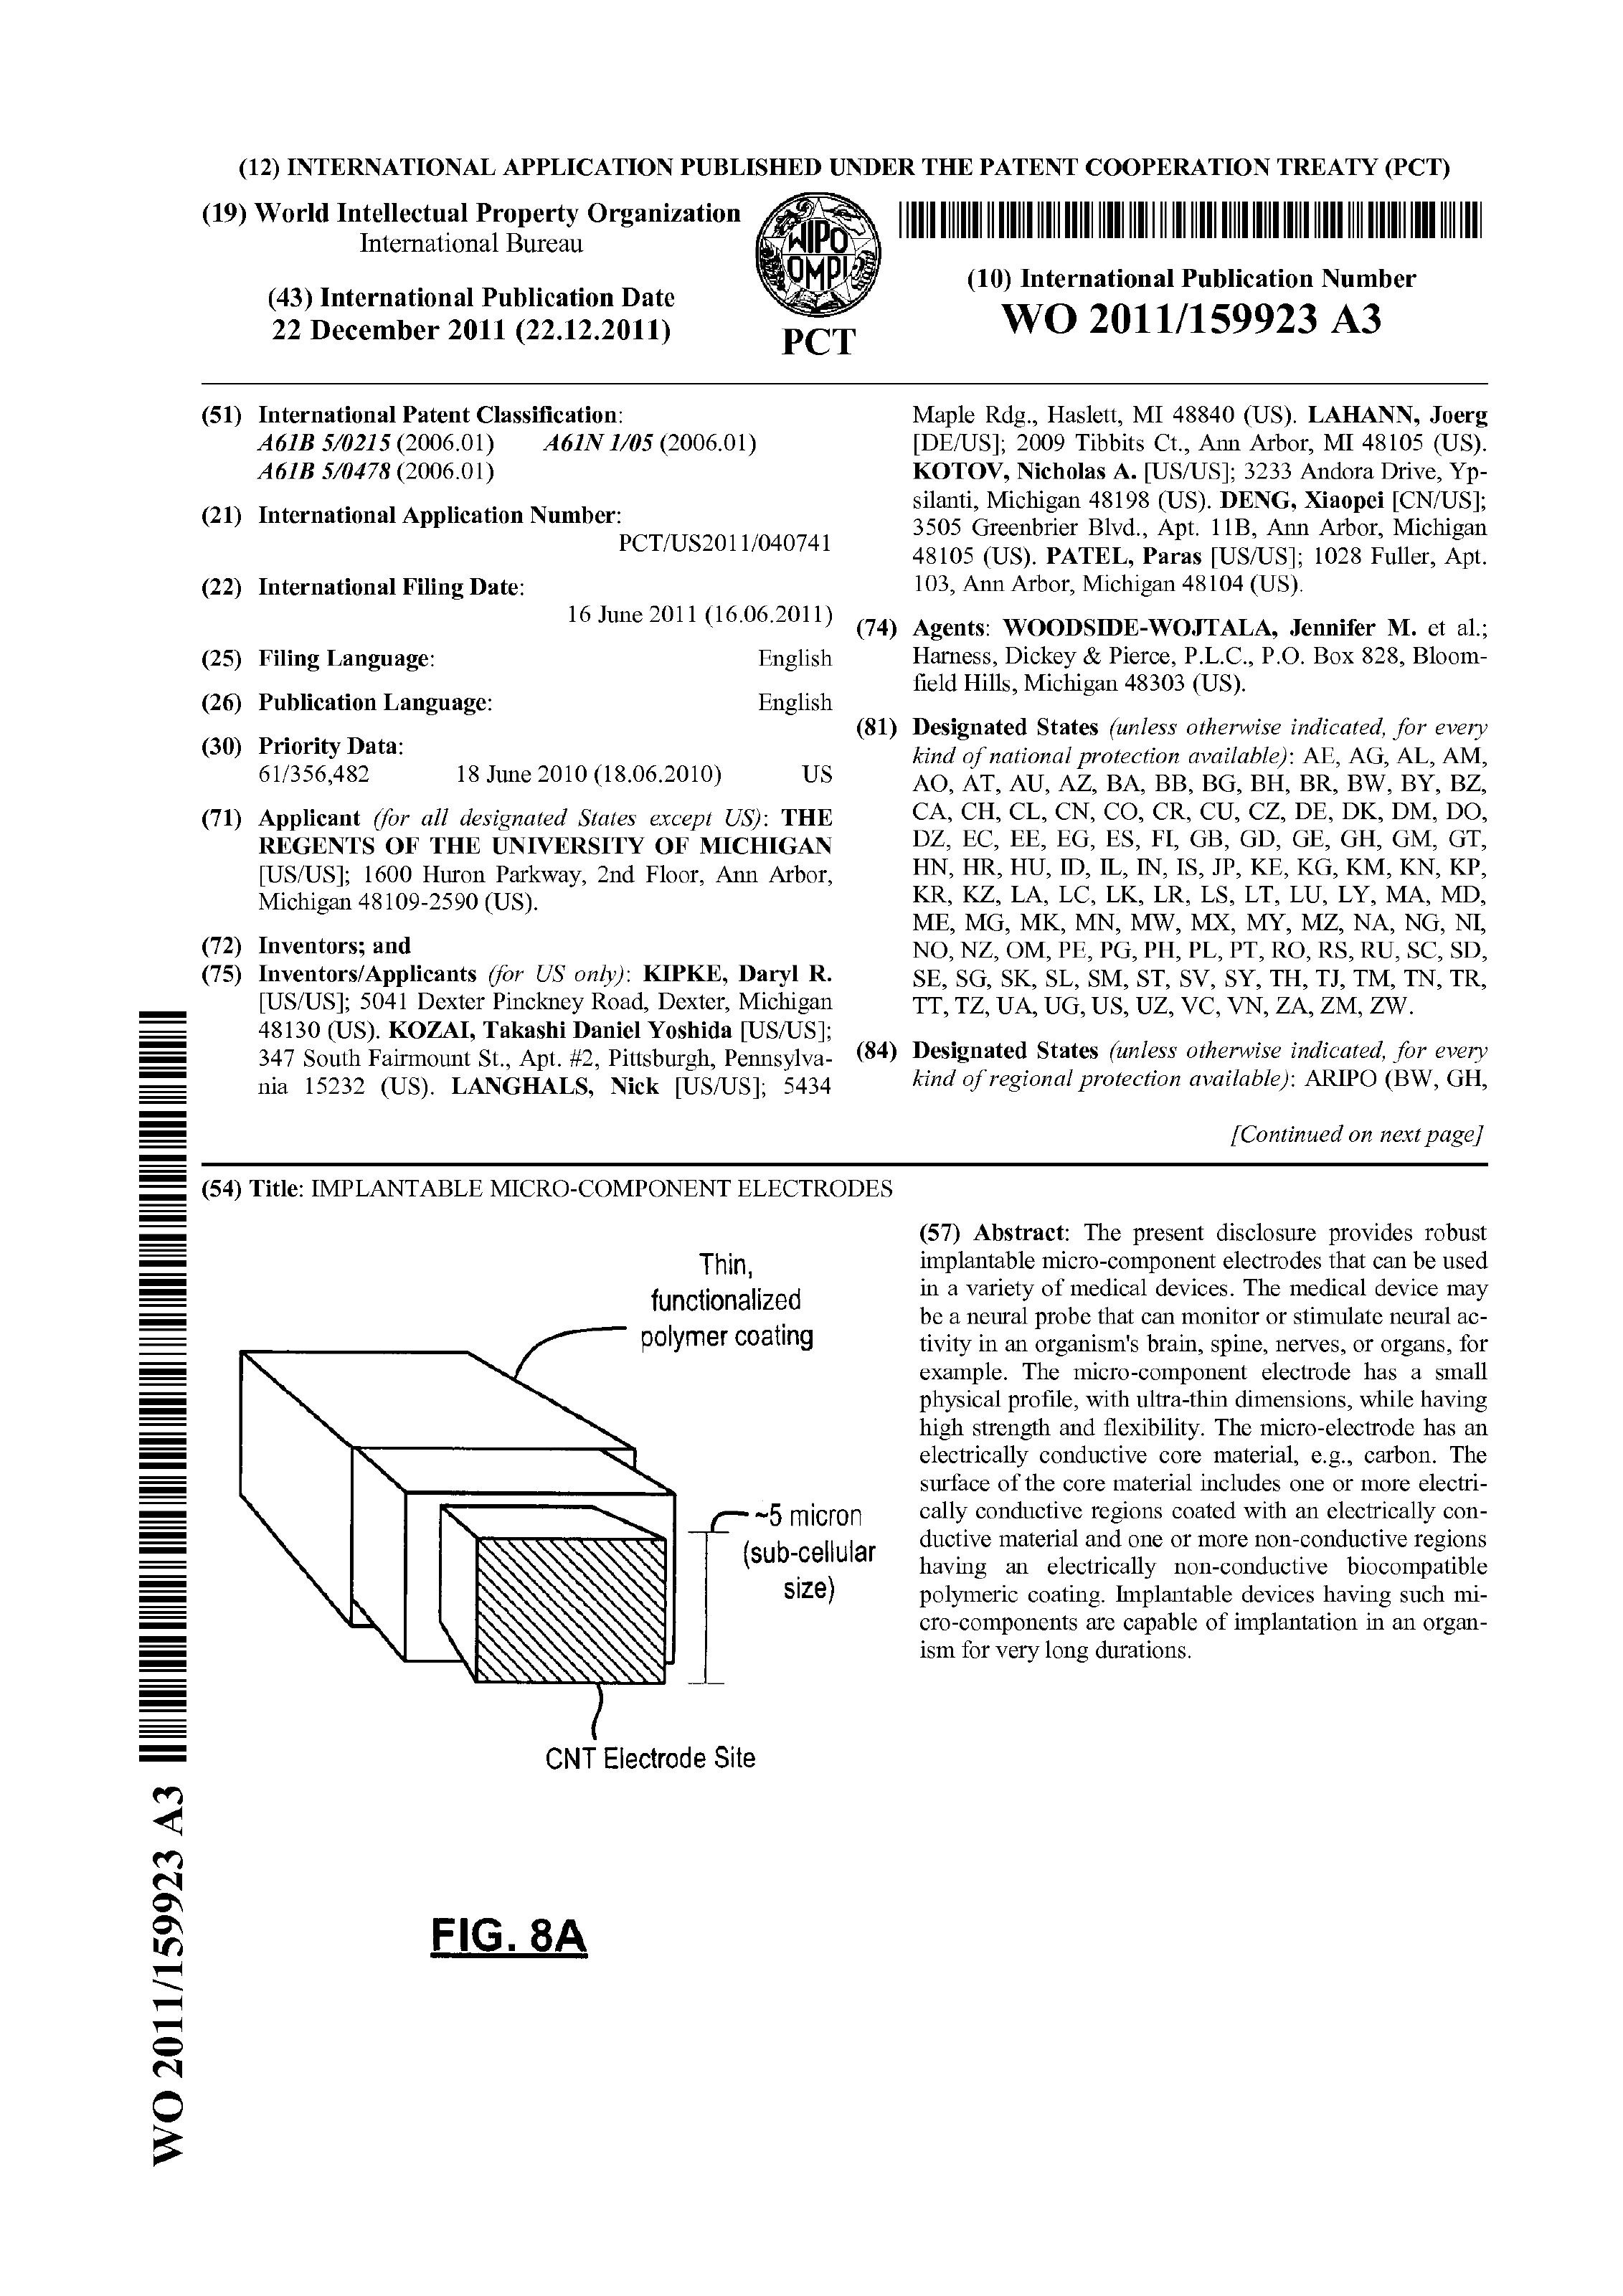 (12) INTERNATIONAL APPLICATION PUBLISHED UNDER THE PATENT COOPERATION TREATY (PCT)
(19) World Intellectual Property Organization
International Bureau
(43) International Publication Date
22 December 2011 (22.12.2011)
WIPO
OMPI
PCT
(10) International Publication Number
WO 2011/159923 A3
(51) International Patent Classification:
A61B 5/0215 (2006.01) A61N 1/05 (2006.01)
A61B 5/0478 (2006.01)
(21) International Application Number:
PCT/US2011/040741
(22) International Filing Date:
16 June 2011 (16.06.2011)
(25) Filing Language: English
(26) Publication Language: English
(30) Priority Data:
61/356,482 18 June 2010 (18.06.2010) US
(71) Applicant (for all designated States except US): THE
REGENTS OF THE UNIVERSITY OF MICHIGAN
[US/US]; 1600 Huron Parkway, 2nd Floor, Ann Arbor,
Michigan 48109-2590 (US).
(72) Inventors; and
(75) Inventors/Applicants (for US only): KIPKE, Daryl R.
[US/US]; 5041 Dexter Pinckney Road, Dexter, Michigan
48130 (US). KOZAI, Takashi Daniel Yoshida [US/US];
347 South Fairmount St., Apt. #2, Pittsburgh, Pennsylva-
nia 15232 (US). LANGHALS, Nick [US/US]; 5434
Maple Rdg., Haslett, MI 48840 (US). LAHANN, Joerg
[DE/US]; 2009 Tibbits Ct., Ann Arbor, MI 48105 (US).
KOTOV, Nicholas A. [US/US]; 3233 Andora Drive, Yp-
silanti, Michigan 48198 (US). DENG, Xiaopei [CN/US];
3505 Greenbrier Blvd., Apt. 11B, Ann Arbor, Michigan
48105 (US). PATEL, Paras [US/US]; 1028 Fuller, Apt.
103, Ann Arbor, Michigan 48104 (US).
(74) Agents: WOODSIDE-WOJTALA, Jennifer M. et al.;
Harness, Dickey & Pierce, P.L.C., P.O. Box 828, Bloom-
field Hills, Michigan 48303 (US).
(81) Designated States (unless otherwise indicated, for every
kind of national protection available): AE, AG, AL, AM,
AO, AT, AU, AZ, BA, BB, BG, BH, BR, BW, BY, BZ,
CA, CH, CL, CN, CO, CR, CU, CZ, DE, DK, DM, DO,
DZ, EC, EE, EG, ES, FI, GB, GD, GE, GH, GM, GT,
HN, HR, HU, ID, IL, IN, IS, JP, KE, KG, KM, KN, KP,
KR, KZ, LA, LC, LK, LR, LS, LT, LU, LY, MA, MD,
ME, MG, MK, MN, MW, MX, MY, MZ, NA, NG, NI,
NO, NZ, OM, PE, PG, PH, PL, PT, RO, RS, RU, SC, SD,
SE, SG, SK, SL, SM, ST, SV, SY, TH, TJ, TM, TN, TR,
TT, TZ, UA, UG, US, UZ, VC, VN, ZA, ZM, ZW.
(84) Designated States (unless otherwise indicated, for every
kind of regional protection available): ARIPO (BW, GH,
[Continued on next page]
(54) Title: IMPLANTABLE MICRO-COMPONENT ELECTRODES
Thin,
functionalized
polymer coating
~5 micron
(sub-cellular
size)
CNT Electrode Site
FIG. 8A
(57) Abstract: The present disclosure provides robust
implantable micro-component electrodes that can be used
in a variety of medical devices. The medical device may
be a neural probe that can monitor or stimulate neural ac-
tivity in an organism's brain, spine, nerves, or organs, for
example. The micro-component electrode has a small
physical profile, with ultra-thin dimensions, while having
high strength and flexibility. The micro-electrode has an
electrically conductive core material, e.g., carbon. The
surface of the core material includes one or more electri-
cally conductive regions coated with an electrically con-
ductive material and one or more non-conductive regions
having an electrically non-conductive biocompatible
polymeric coating. Implantable devices having such mi-
cro-components are capable of implantation in an organ-
ism for very long durations.
WO 2011/159923 A3